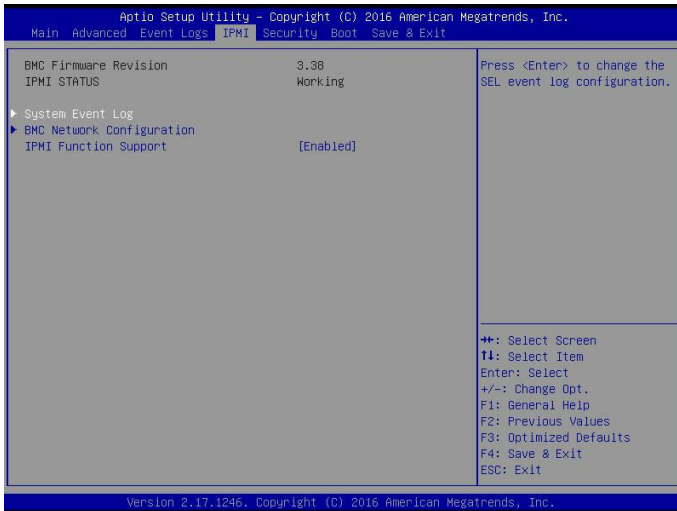 Aptio Setup Utility – Copyright (C) 2016 American Megatrends, Inc.
Main Advanced Event Logs IPMI Security Boot Save & Exit
BMC Firmware Revision 3.38
IPMI STATUS Working
System Event Log
BMC Network Configuration
IPMI Function Support [Enabled]
Press <Enter> to change the
SEL event log configuration.
→←: Select Screen
↑↓: Select Item
Enter: Select
+/-: Change Opt.
F1: General Help
F2: Previous Values
F3: Optimized Defaults
F4: Save & Exit
ESC: Exit
Version 2.17.1246. Copyright (C) 2016 American Megatrends, Inc.